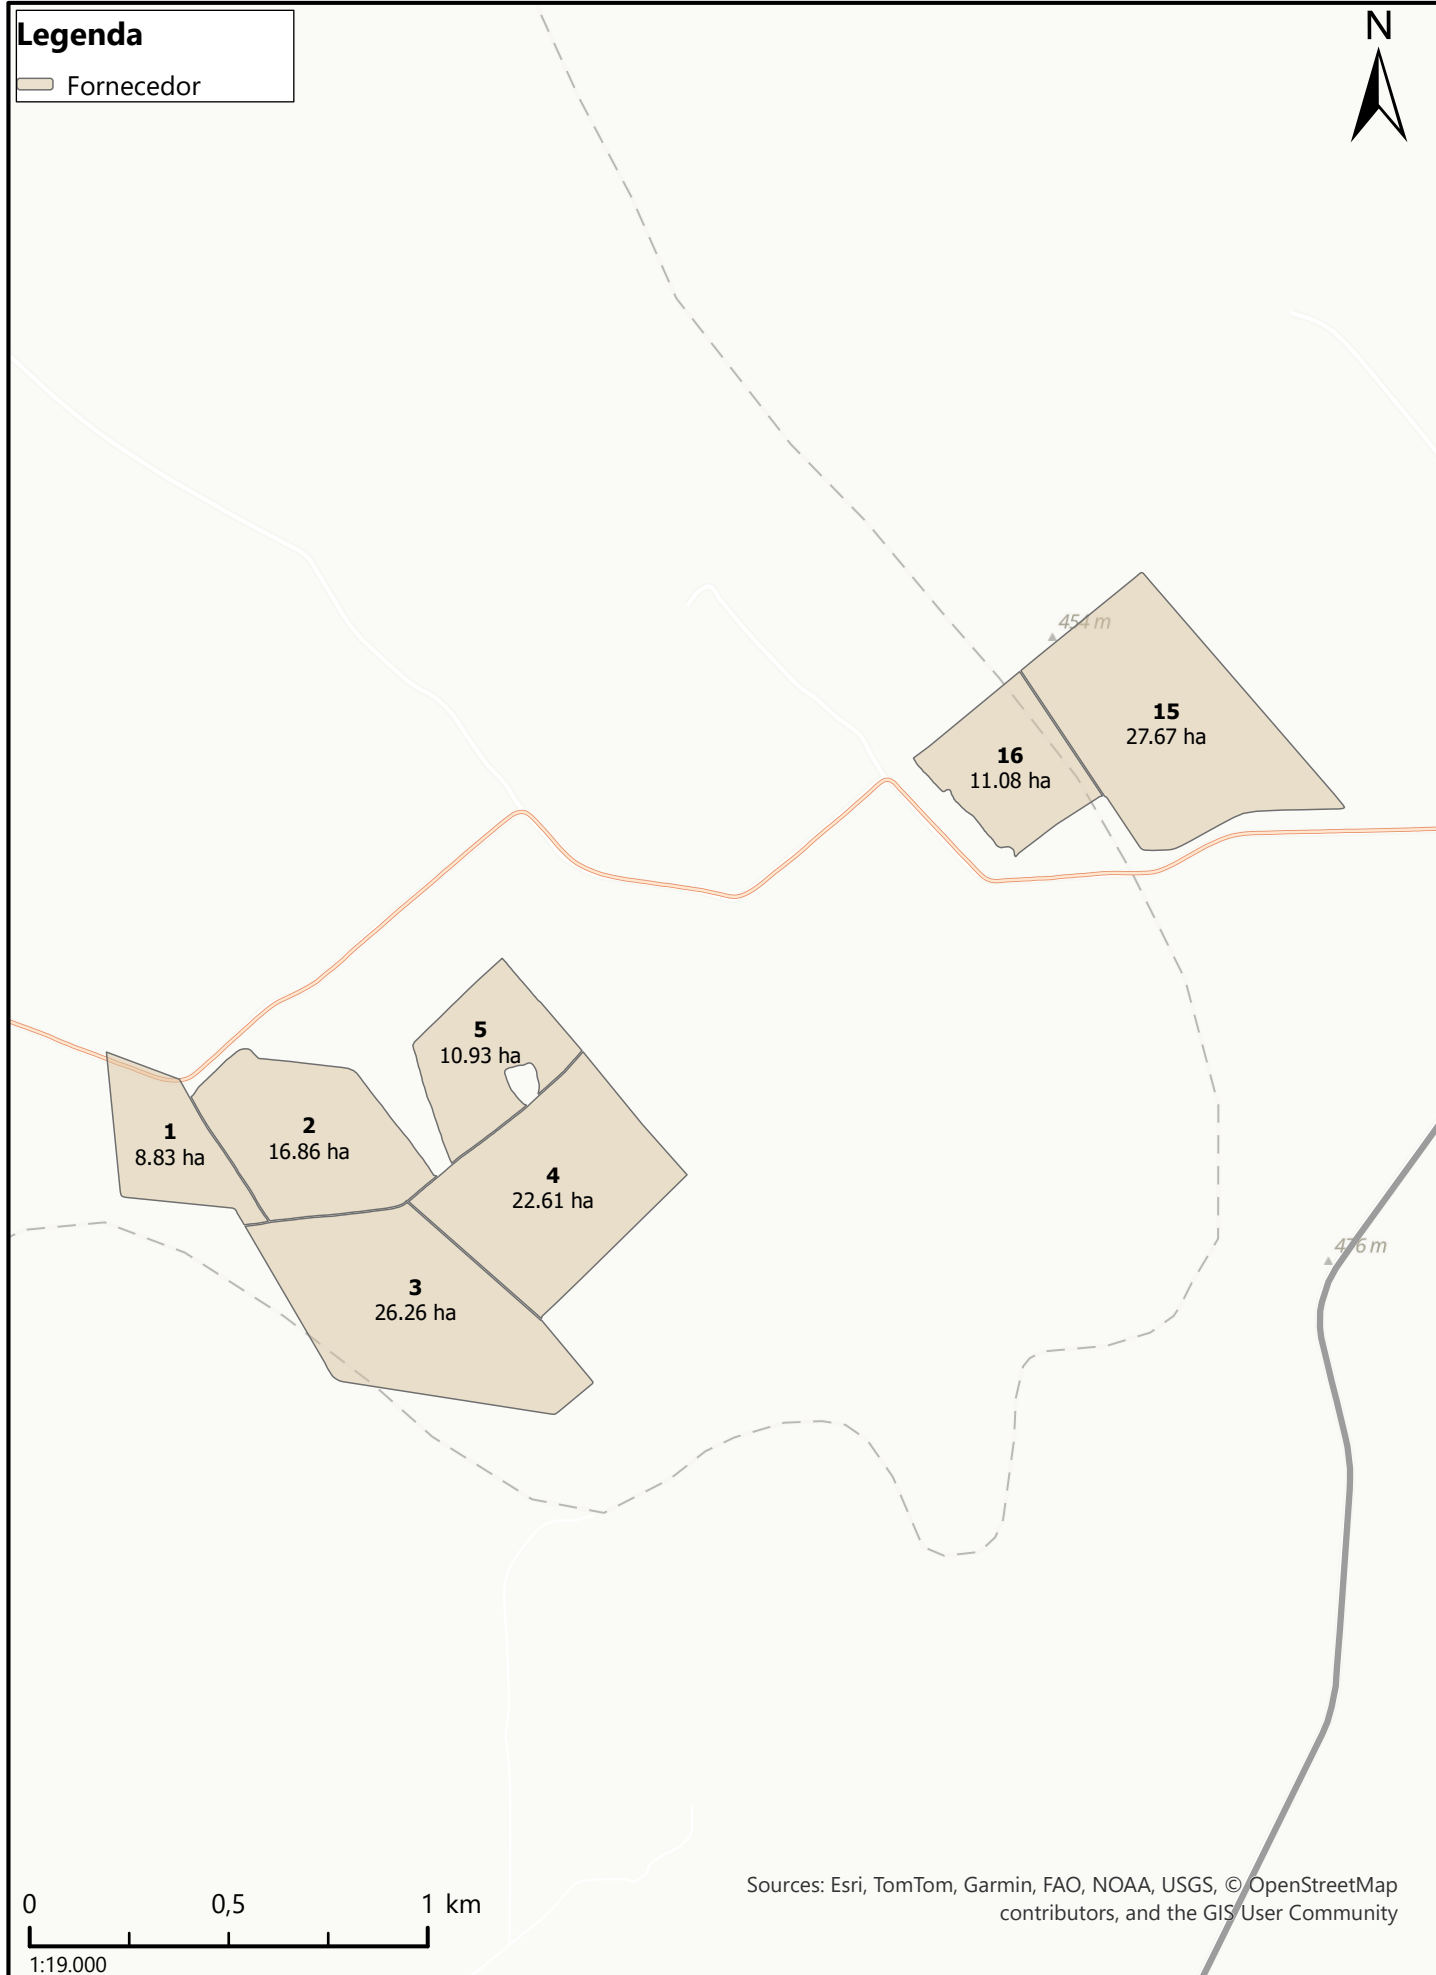 Legenda
Fornecedor
N
454 m
15
27.67 ha
16
11.08 ha
5
10.93 ha
1
8.83 ha
2
16.86 ha
4
22.61 ha
3
26.26 ha
476 m
Sources: Esri, TomTom, Garmin, FAO, NOAA, USGS, © OpenStreetMap
contributors, and the GIS User Community
0 0,5 1 km
1:19.000